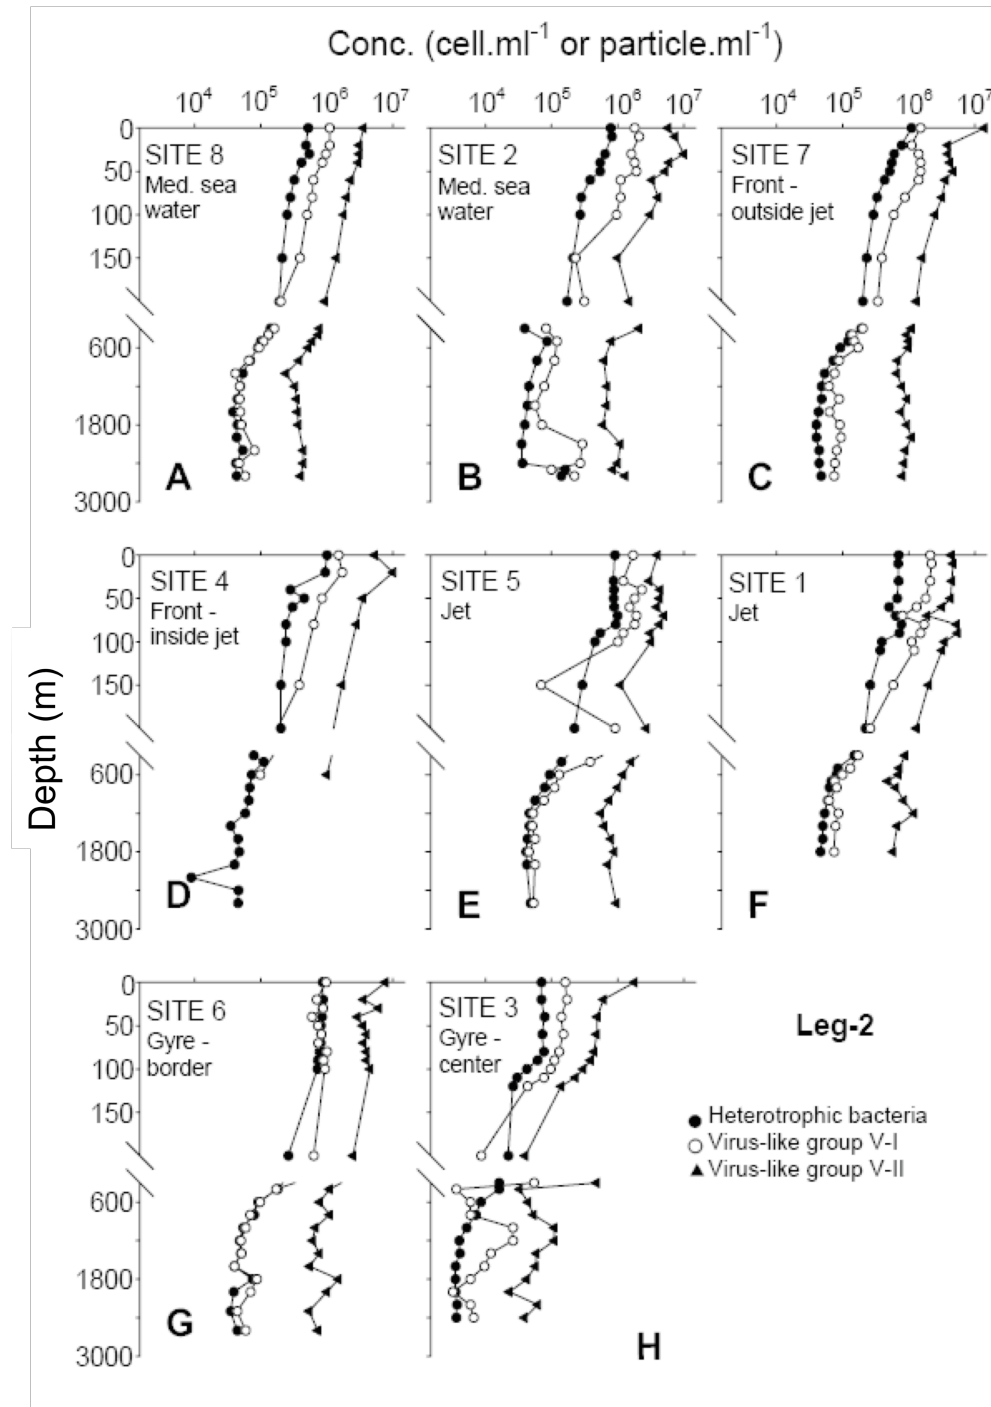 Conc. (cell.ml-1 or particle.ml-1)
10^4 10^5 10^6 10^7 10^4 10^5 10^6 10^7 10^4 10^5 10^6 10^7
0
50
100
150
600
1800
3000
SITE 8
Med. sea
water
A
SITE 2
Med. sea
water
B
SITE 7
Front -
outside jet
C
Depth (m)
0
50
100
150
600
1800
3000
SITE 4
Front -
inside jet
D
SITE 5
Jet
E
SITE 1
Jet
F
0
50
100
150
600
1800
3000
SITE 6
Gyre -
border
G
SITE 3
Gyre -
center
H
Leg-2
Heterotrophic bacteria
Virus-like group V-I
Virus-like group V-II